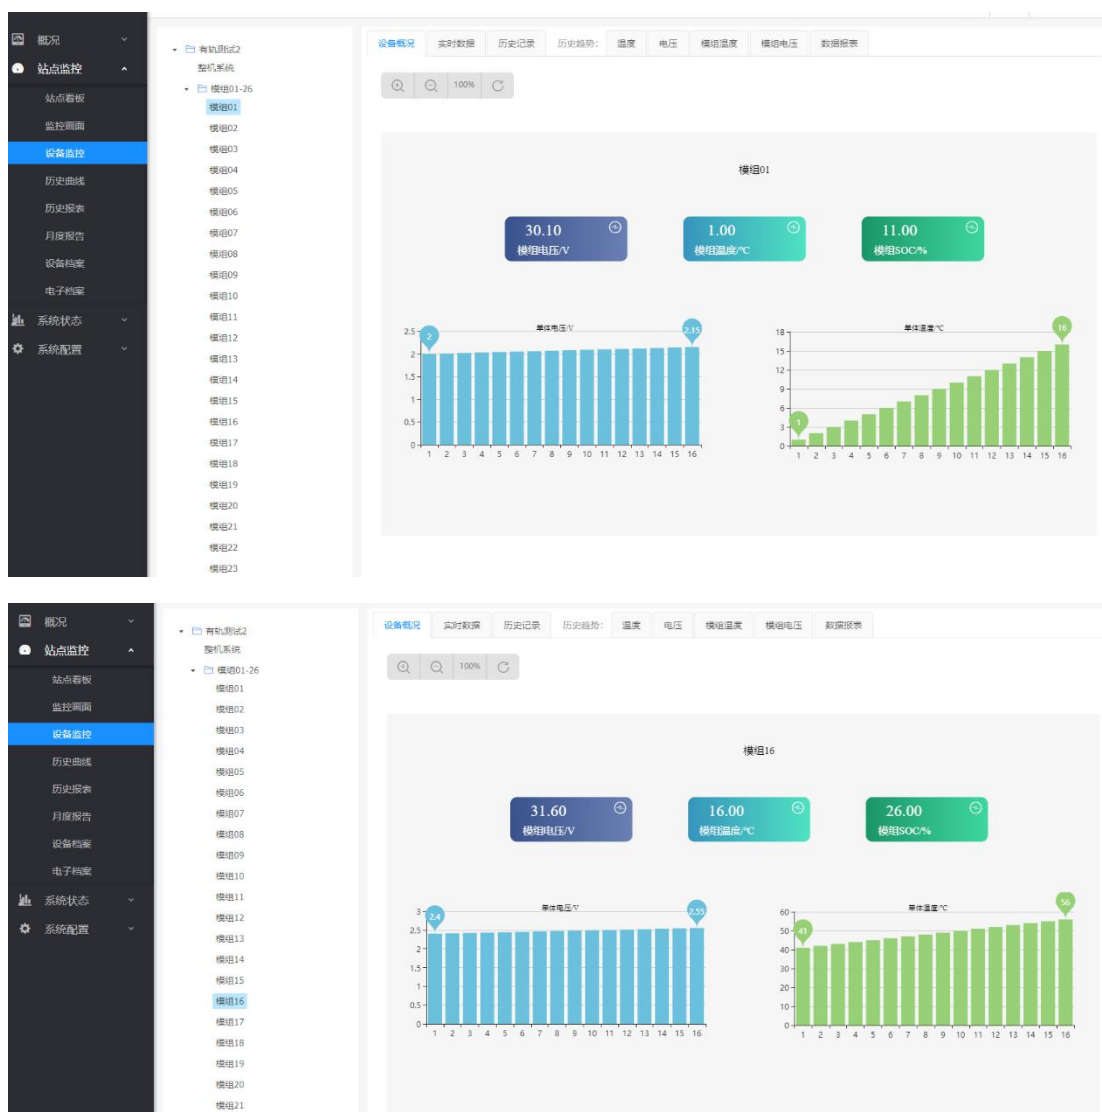 概况
站点监控
站点看板
监控画面
设备监控
历史曲线
历史报表
月度报告
设备档案
电子档案
系统状态
系统配置
有轨测试2
整机系统
模组01-26
模组01
模组02
模组03
模组04
模组05
模组06
模组07
模组08
模组09
模组10
模组11
模组12
模组13
模组14
模组15
模组16
模组17
模组18
模组19
模组20
模组21
模组22
模组23
设备概况 实时数据 历史记录 历史趋势: 温度 电压 模组温度 模组电压 数据报表
100%
模组01
30.10
模组电压/V
1.00
模组温度/℃
11.00
模组SOC/%
单体电压/V
2 2.15
2.5
2
1.5
1
0.5
0
1 2 3 4 5 6 7 8 9 10 11 12 13 14 15 16
单体温度/℃
1 16
18
15
12
9
6
3
0
1 2 3 4 5 6 7 8 9 10 11 12 13 14 15 16
概况
站点监控
站点看板
监控画面
设备监控
历史曲线
历史报表
月度报告
设备档案
电子档案
系统状态
系统配置
有轨测试2
整机系统
模组01-26
模组01
模组02
模组03
模组04
模组05
模组06
模组07
模组08
模组09
模组10
模组11
模组12
模组13
模组14
模组15
模组16
模组17
模组18
模组19
模组20
模组21
设备概况 实时数据 历史记录 历史趋势: 温度 电压 模组温度 模组电压 数据报表
100%
模组16
31.60
模组电压/V
16.00
模组温度/℃
26.00
模组SOC/%
单体电压/V
2.4 2.55
3
2.5
2
1.5
1
0.5
0
1 2 3 4 5 6 7 8 9 10 11 12 13 14 15 16
单体温度/℃
41 56
60
50
40
30
20
10
0
1 2 3 4 5 6 7 8 9 10 11 12 13 14 15 16